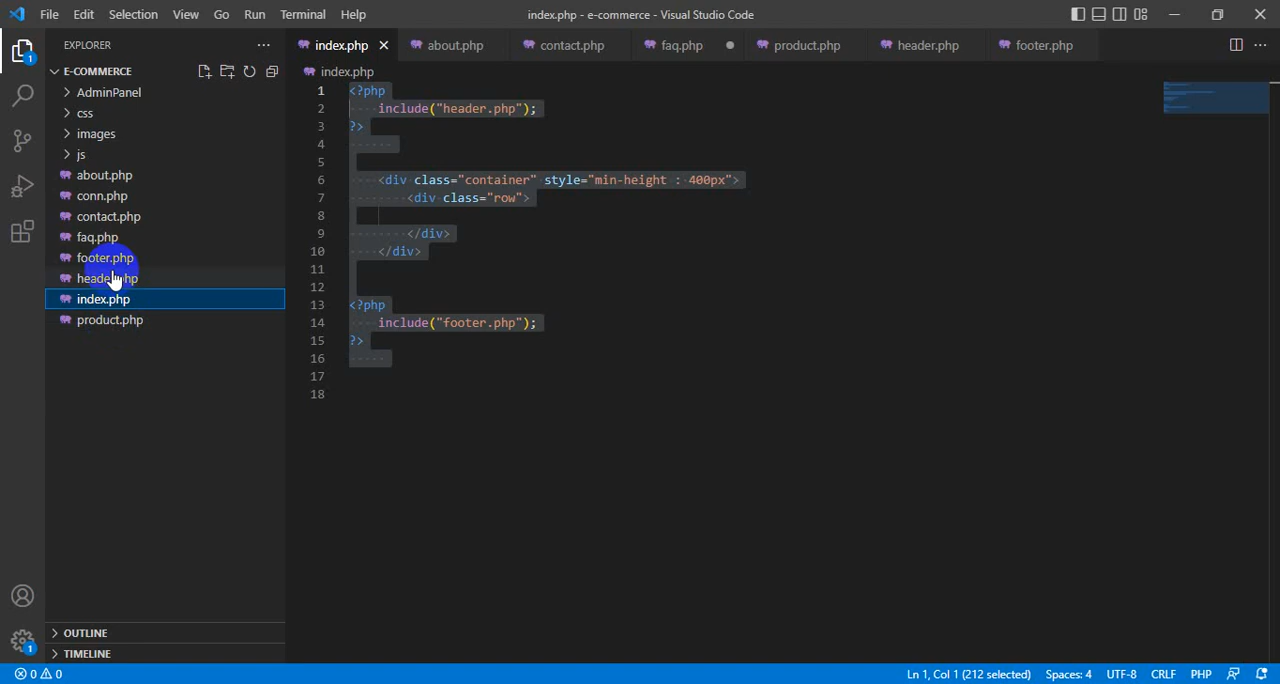 File Edit Selection View Go Run Terminal Help index.php - e-commerce - Visual Studio Code
EXPLORER
index.php about.php contact.php faq.php product.php header.php footer.php
E-COMMERCE
index.php
AdminPanel
css
images
js
about.php
conn.php
contact.php
faq.php
footer.php
header.php
index.php
product.php
1 <?php
2 include("header.php");
3 ?>
4
5
6 <div class="container" style="min-height : 400px">
7 <div class="row">
8
9 </div>
10 </div>
11
12
13 <?php
14 include("footer.php");
15 ?>
16
17
18
OUTLINE
TIMELINE
1
1
0 0 Ln 1, Col 1 (212 selected) Spaces: 4 UTF-8 CRLF PHP